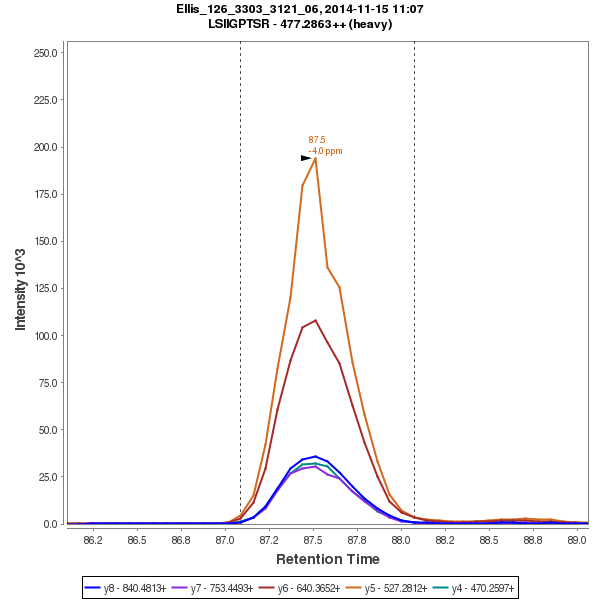 Ellis_126_3303_3121_06, 2014-11-15 11:07
LSIIGPTSR - 477.2863++ (heavy)
250.0
225.0
200.0
175.0
150.0
125.0
100.0
75.0
50.0
25.0
0.0
Intensity 10^3
87.5
-4.0 ppm
86.2 86.5 86.8 87.0 87.2 87.5 87.8 88.0 88.2 88.5 88.8 89.0
Retention Time
y8 - 840.4813+ y7 - 753.4493+ y6 - 640.3652+ y5 - 527.2812+ y4 - 470.2597+